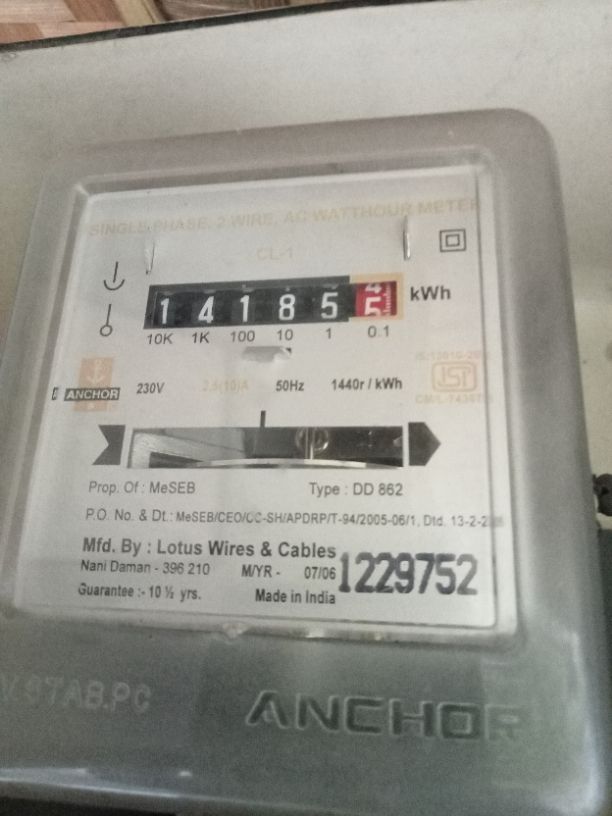 SINGLE PHASE, 2 WIRE, AC WATTHOUR METER
CL-1
1 4 1 8 5 5 kWh
10K 1K 100 10 1 0.1
ANCHOR 230V 2.5(10)A 50Hz 1440r / kWh
Prop. Of : MeSEB Type : DD 862
P.O. No. & Dt.: MeSEB/CEO/CC-SH/APDRP/T-94/2005-06/1, Dtd. 13-2-
Mfd. By : Lotus Wires & Cables
Nani Daman - 396 210 M/YR - 07/06 1229752
Guarantee :- 10 ½ yrs. Made in India
ANCHOR